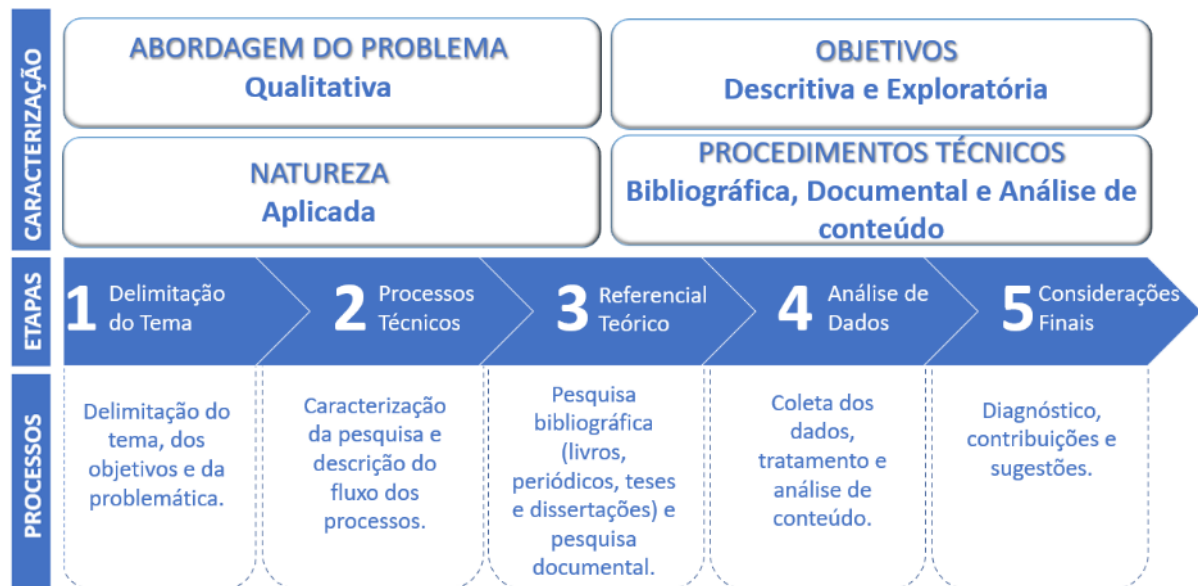 CARACTERIZAÇÃO
ABORDAGEM DO PROBLEMA
Qualitativa
OBJETIVOS
Descritiva e Exploratória
NATUREZA
Aplicada
PROCEDIMENTOS TÉCNICOS
Bibliográfica, Documental e Análise de
conteúdo
ETAPAS
1 Delimitação
do Tema
2 Processos
Técnicos
3 Referencial
Teórico
4 Análise de
Dados
5 Considerações
Finais
PROCESSOS
Delimitação do
tema, dos
objetivos e da
problemática.
Caracterização
da pesquisa e
descrição do
fluxo dos
processos.
Pesquisa
bibliográfica
(livros,
periódicos, teses
e dissertações) e
pesquisa
documental.
Coleta dos
dados,
tratamento e
análise de
conteúdo.
Diagnóstico,
contribuições e
sugestões.